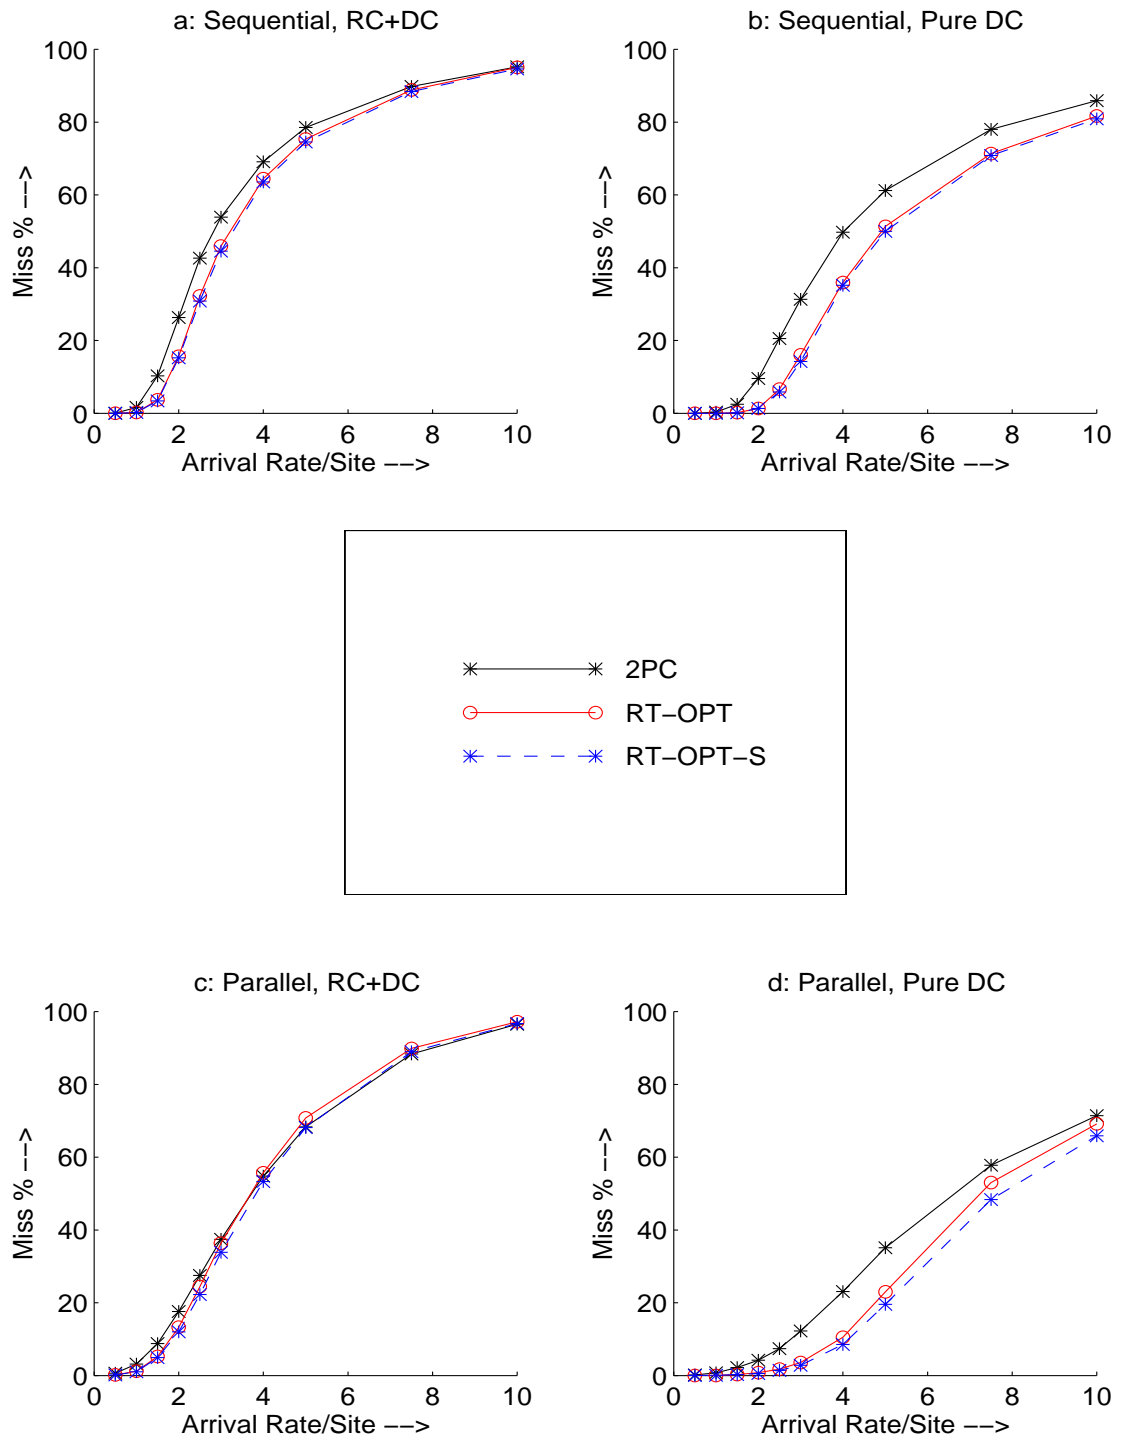 a: Sequential, RC+DC
100
80
60
40
20
0
Miss % −−>
0 2 4 6 8 10
Arrival Rate/Site −−>
b: Sequential, Pure DC
100
80
60
40
20
0
Miss % −−>
0 2 4 6 8 10
Arrival Rate/Site −−>
2PC
RT−OPT
RT−OPT−S
c: Parallel, RC+DC
100
80
60
40
20
0
Miss % −−>
0 2 4 6 8 10
Arrival Rate/Site −−>
d: Parallel, Pure DC
100
80
60
40
20
0
Miss % −−>
0 2 4 6 8 10
Arrival Rate/Site −−>